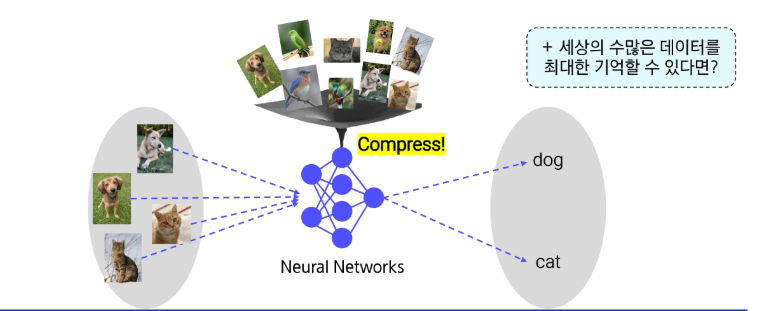 + 세상의 수많은 데이터를
최대한 기억할 수 있다면?
Compress!
dog
cat
Neural Networks